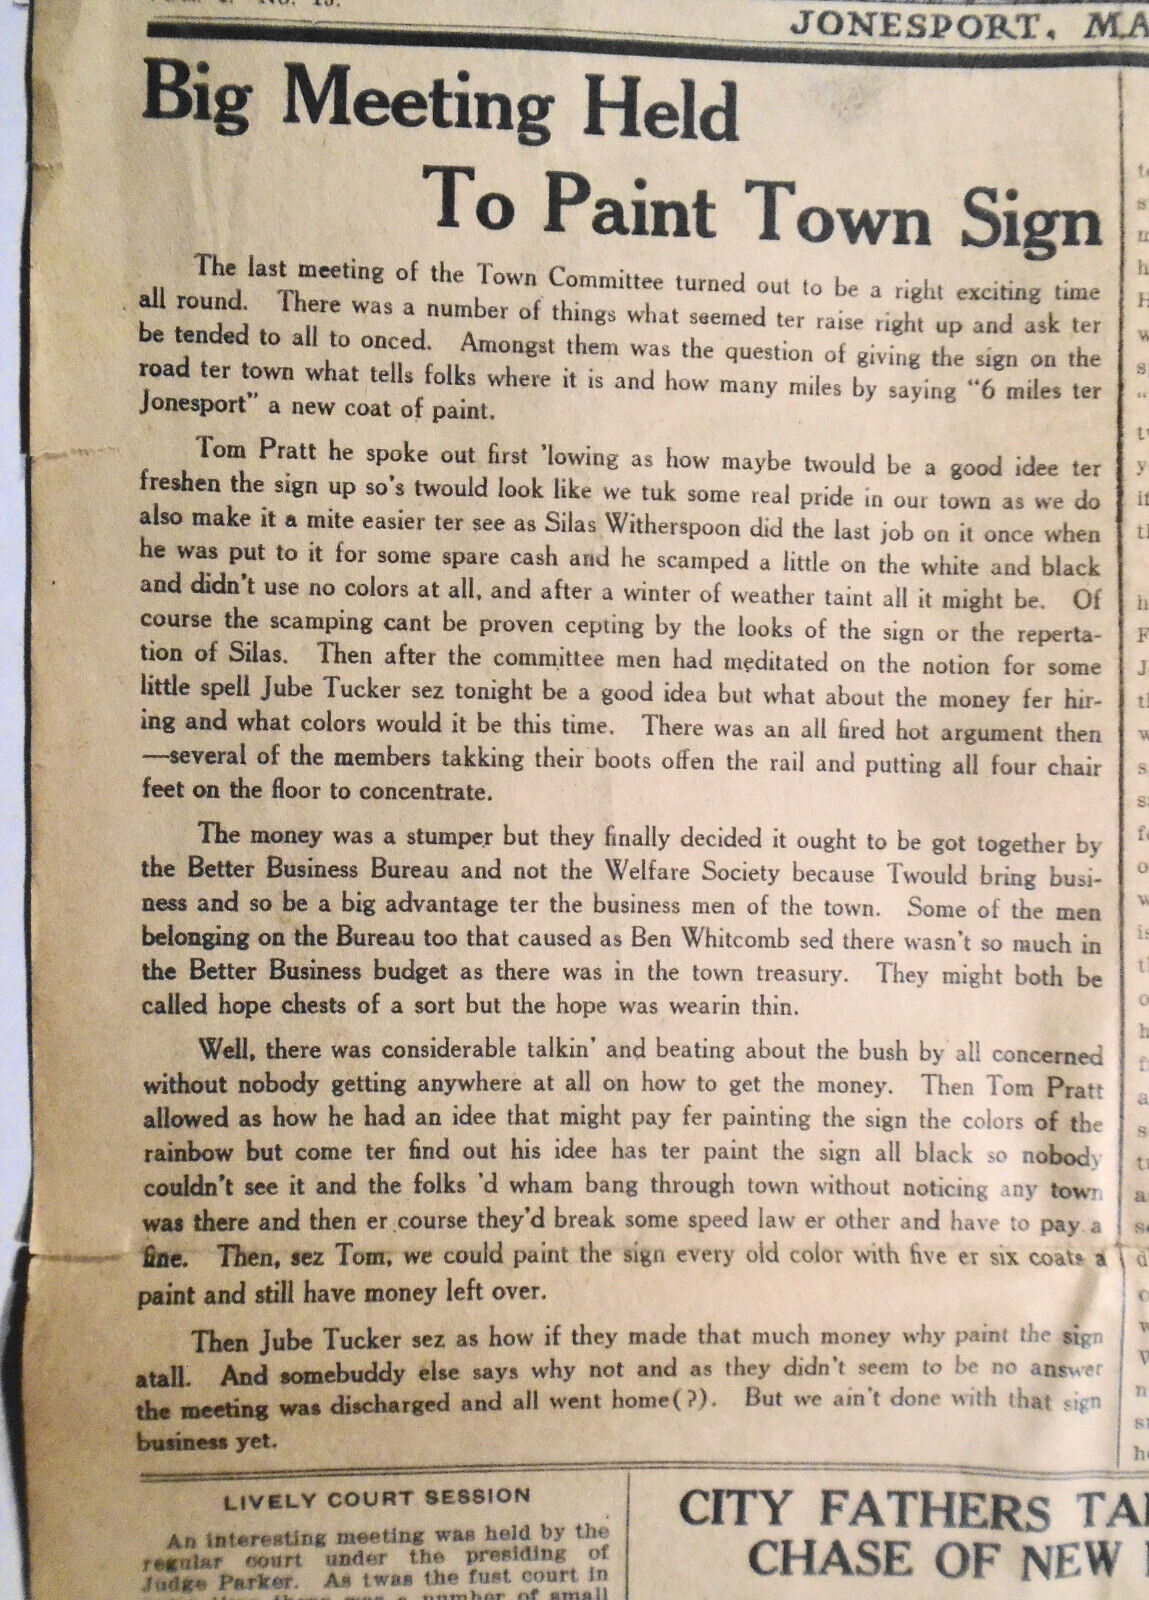 No. 15.
JONESPORT, MA
Big Meeting Held
To Paint Town Sign
The last meeting of the Town Committee turned out to be a right exciting time
all round. There was a number of things what seemed ter raise right up and ask ter
be tended to all to onced. Amongst them was the question of giving the sign on the
road ter town what tells folks where it is and how many miles by saying "6 miles ter
Jonesport" a new coat of paint.
Tom Pratt he spoke out first 'lowing as how maybe twould be a good idee ter
freshen the sign up so's twould look like we tuk some real pride in our town as we do
also make it a mite easier ter see as Silas Witherspoon did the last job on it once when
he was put to it for some spare cash and he scamped a little on the white and black
and didn't use no colors at all, and after a winter of weather taint all it might be. Of
course the scamping cant be proven cepting by the looks of the sign or the reperta-
tion of Silas. Then after the committee men had meditated on the notion for some
little spell Jube Tucker sez tonight be a good idea but what about the money fer hir-
ing and what colors would it be this time. There was an all fired hot argument then
—several of the members takking their boots offen the rail and putting all four chair
feet on the floor to concentrate.
The money was a stumper but they finally decided it ought to be got together by
the Better Business Bureau and not the Welfare Society because Twould bring busi-
ness and so be a big advantage ter the business men of the town. Some of the men
belonging on the Bureau too that caused as Ben Whitcomb sed there wasn't so much in
the Better Business budget as there was in the town treasury. They might both be
called hope chests of a sort but the hope was wearin thin.
Well, there was considerable talkin' and beating about the bush by all concerned
without nobody getting anywhere at all on how to get the money. Then Tom Pratt
allowed as how he had an idee that might pay fer painting the sign the colors of the
rainbow but come ter find out his idee has ter paint the sign all black so nobody
couldn't see it and the folks 'd wham bang through town without noticing any town
was there and then er course they'd break some speed law er other and have to pay a
fine. Then, sez Tom, we could paint the sign every old color with five er six coats a
paint and still have money left over.
Then Jube Tucker sez as how if they made that much money why paint the sign
atall. And somebuddy else says why not and as they didn't seem to be no answer
the meeting was discharged and all went home(?). But we ain't done with that sign
business yet.
LIVELY COURT SESSION
An interesting meeting was held by the
regular court under the presiding of
Judge Parker. As twas the fust court in
there was a number of small
CITY FATHERS TA
CHASE OF NEW